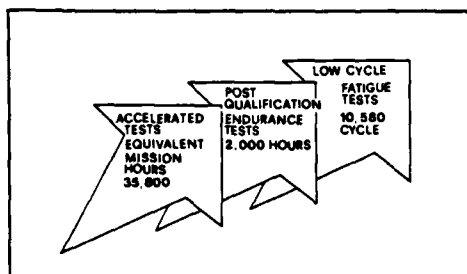 ACCELERATED
TESTS
EQUIVALENT
MISSION
HOURS
35,800
POST
QUALIFICATION
ENDURANCE
TESTS
2,000 HOURS
LOW CYCLE
FATIGUE
TESTS
10,560
CYCLE